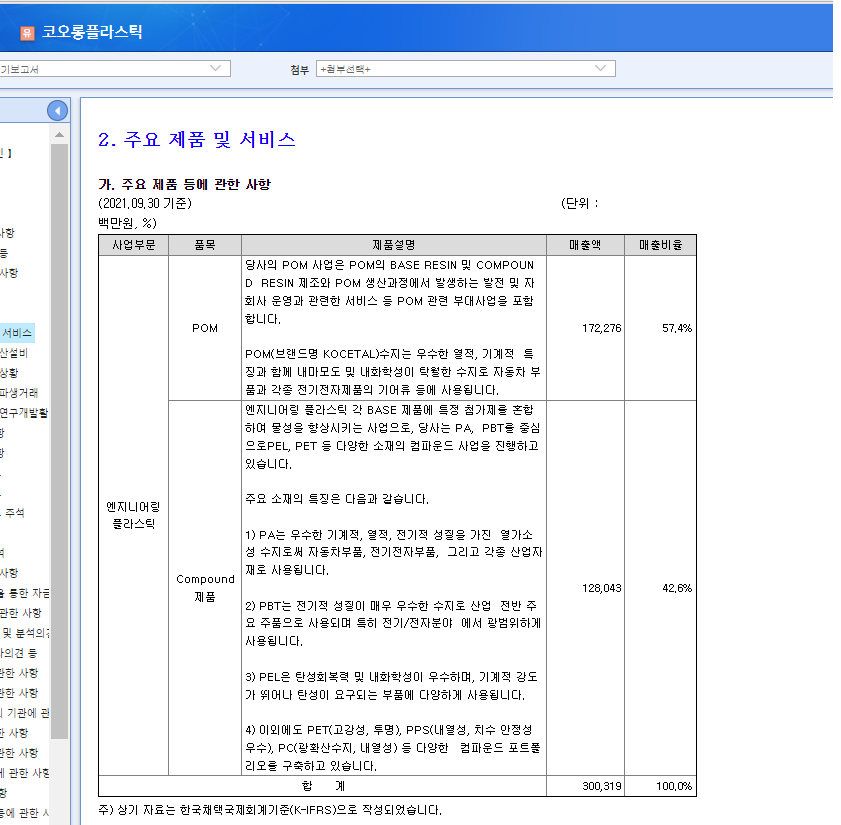 유 코오롱플라스틱
기보고서
첨부 +첨부선택+
2. 주요 제품 및 서비스
인 】
가. 주요 제품 등에 관한 사항
(2021.09.30 기준) (단위 :
백만원, %)
사항
등
사항
서비스
산설비
상황
파생거래
연구개발활
항
항
주석
석
사항
을 통한 자금
관한 사항
및 분석의견
사의견 등
관한 사항
관한 사항
기관에 관
한 사항
관한 사항
에 관한 사항
항
등에 관한 사
사업부문 품목 제품설명 매출액 매출비율
엔지니어링
플라스틱
POM
당사의 POM 사업은 POM의 BASE RESIN 및 COMPOUN
D RESIN 제조와 POM 생산과정에서 발생하는 발전 및 자
회사 운영과 관련한 서비스 등 POM 관련 부대사업을 포함
합니다.
POM(브랜드명 KOCETAL)수지는 우수한 열적, 기계적 특
징과 함께 내마모도 및 내화학성이 탁월한 수지로 자동차 부
품과 각종 전기전자제품의 기어류 등에 사용됩니다.
172,276 57.4%
Compound
제품
엔지니어링 플라스틱 각 BASE 제품에 특정 첨가제를 혼합
하여 물성을 향상시키는 사업으로, 당사는 PA, PBT를 중심
으로PEL, PET 등 다양한 소재의 컴파운드 사업을 진행하고
있습니다.
주요 소재의 특징은 다음과 같습니다.
1) PA는 우수한 기계적, 열적, 전기적 성질을 가진 열가소
성 수지로써 자동차부품, 전기전자부품, 그리고 각종 산업자
재로 사용됩니다.
2) PBT는 전기적 성질이 매우 우수한 수지로 산업 전반 주
요 주품으로 사용되며 특히 전기/전자분야 에서 광범위하게
사용됩니다.
3) PEL은 탄성회복력 및 내화학성이 우수하며, 기계적 강도
가 뛰어나 탄성이 요구되는 부품에 다양하게 사용됩니다.
4) 이외에도 PET(고강성, 투명), PPS(내열성, 치수 안정성
우수), PC(광확산수지, 내열성) 등 다양한 컴파운드 포트폴
리오를 구축하고 있습니다.
128,043 42.6%
합 계 300,319 100.0%
주) 상기 자료는 한국채택국제회계기준(K-IFRS)으로 작성되었습니다.